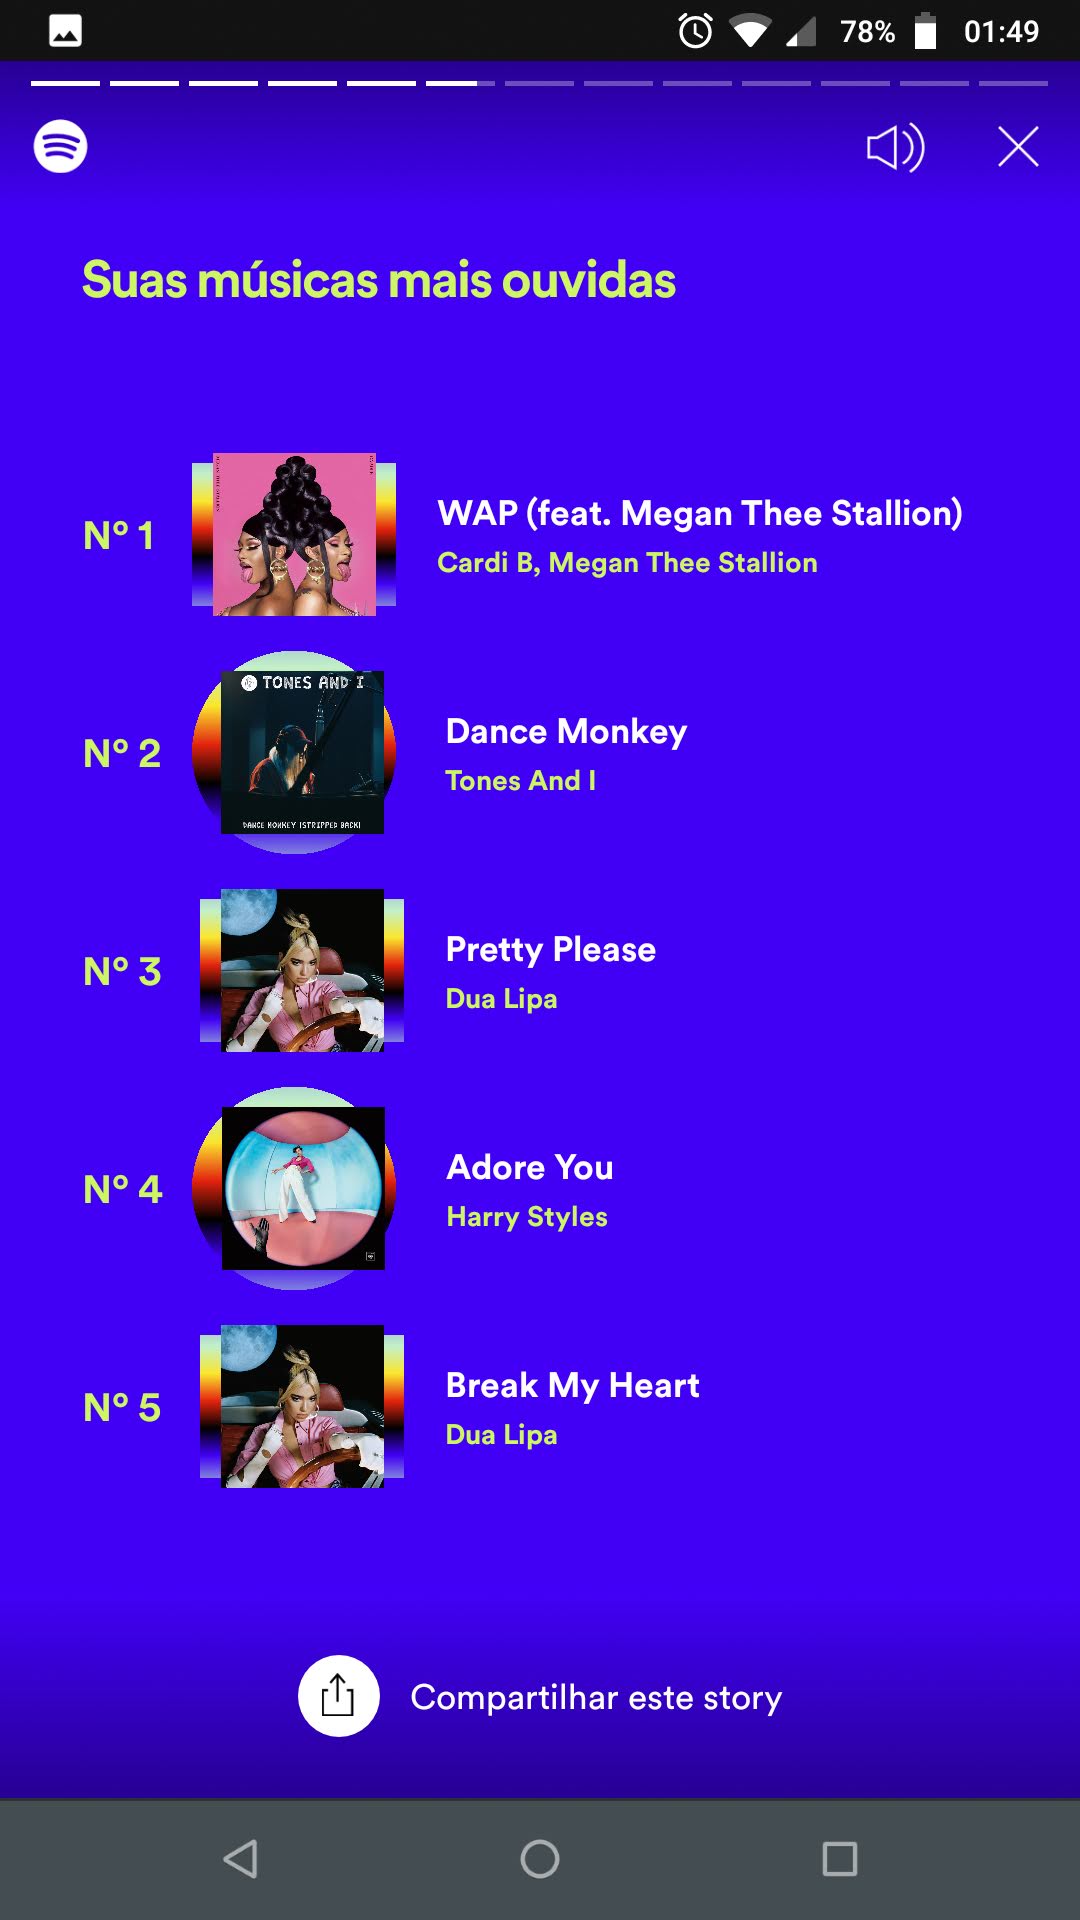 78% 01:49
Suas músicas mais ouvidas
Nº 1
WAP (feat. Megan Thee Stallion)
Cardi B, Megan Thee Stallion
TONES AND I
DANCE MONKEY (STRIPPED BACK)
Nº 2
Dance Monkey
Tones And I
Nº 3
Pretty Please
Dua Lipa
Nº 4
Adore You
Harry Styles
Nº 5
Break My Heart
Dua Lipa
Compartilhar este story